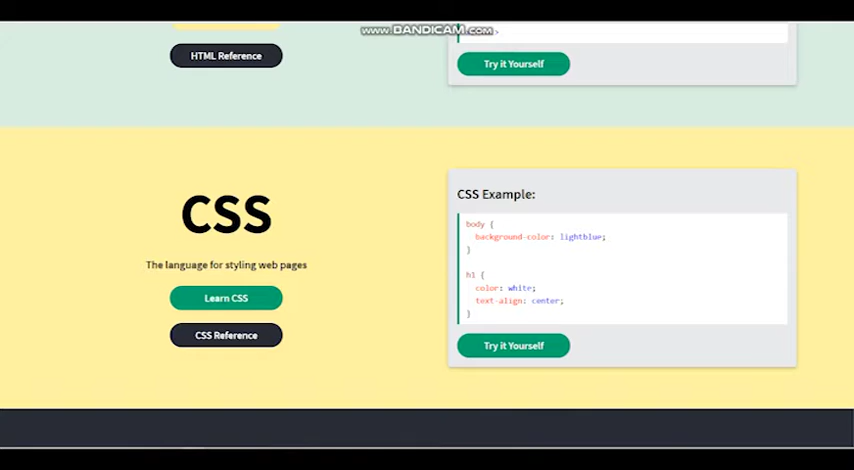 www.BANDICAM.com
HTML Reference
Try it Yourself
CSS
The language for styling web pages
Learn CSS
CSS Reference
CSS Example:
body {
background-color: lightblue;
}
h1 {
color: white;
text-align: center;
}
Try it Yourself